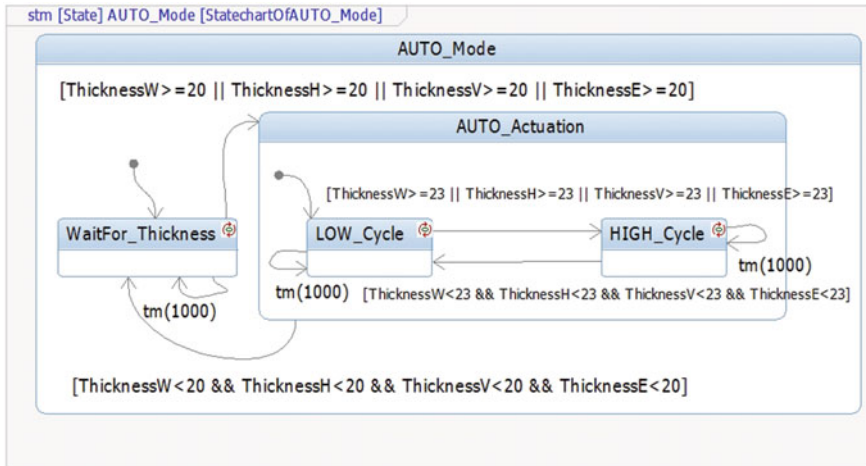 stm [State] AUTO_Mode [StatechartOfAUTO_Mode]
AUTO_Mode
[ThicknessW>=20 || ThicknessH>=20 || ThicknessV>=20 || ThicknessE>=20]
AUTO_Actuation
[ThicknessW>=23 || ThicknessH>=23 || ThicknessV>=23 || ThicknessE>=23]
WaitFor_Thickness
LOW_Cycle
HIGH_Cycle
tm(1000)
tm(1000)
[ThicknessW<23 && ThicknessH<23 && ThicknessV<23 && ThicknessE<23]
tm(1000)
[ThicknessW<20 && ThicknessH<20 && ThicknessV<20 && ThicknessE<20]